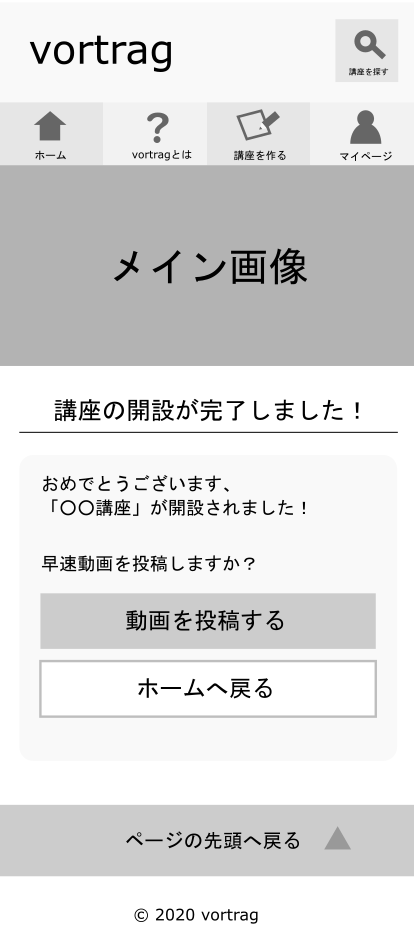 vortrag
講座を探す
ホーム
vortragとは
講座を作る
マイページ
メイン画像
講座の開設が完了しました！
おめでとうございます、
「〇〇講座」が開設されました！
早速動画を投稿しますか？
動画を投稿する
ホームへ戻る
ページの先頭へ戻る
© 2020 vortrag